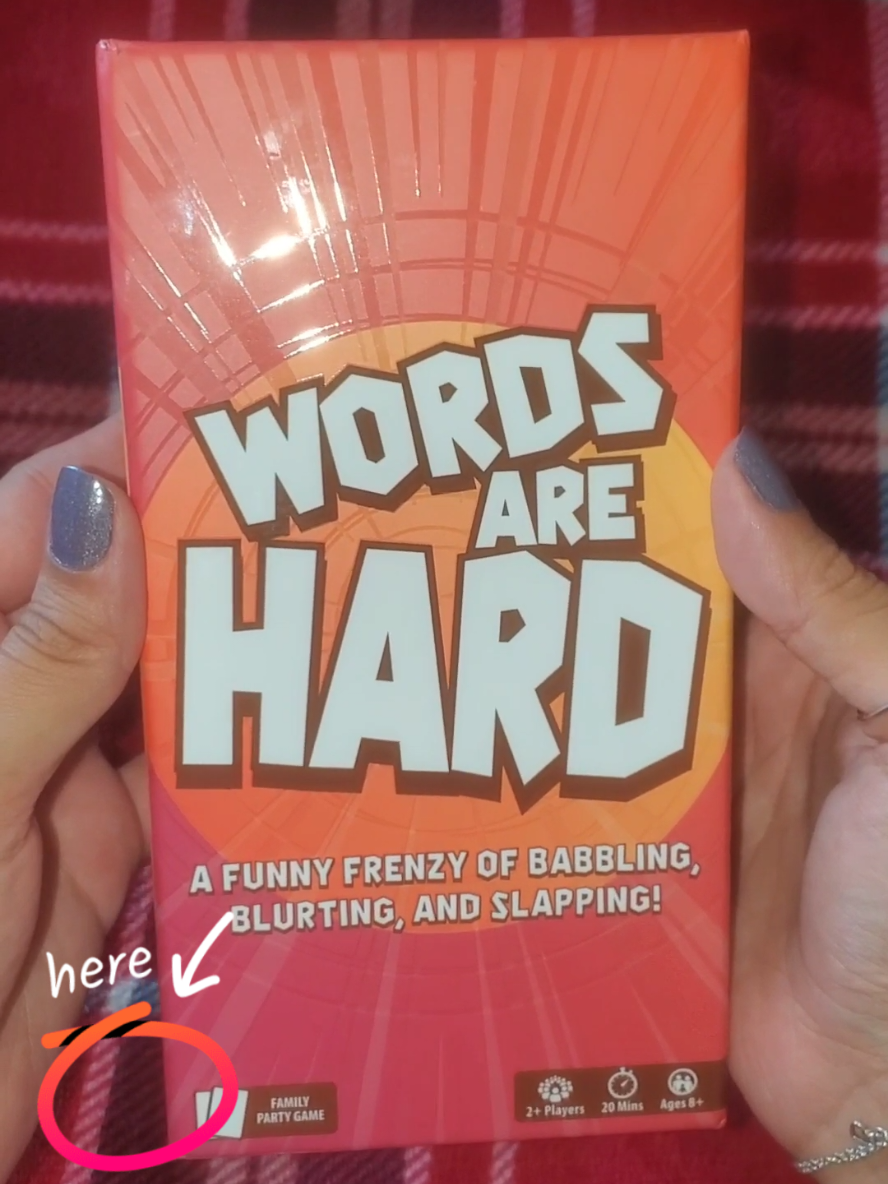 WORDS
ARE
HARD
A FUNNY FRENZY OF BABBLING,
BLURTING, AND SLAPPING!
here
FAMILY
PARTY GAME
2+ Players
20 Mins
Ages 8+